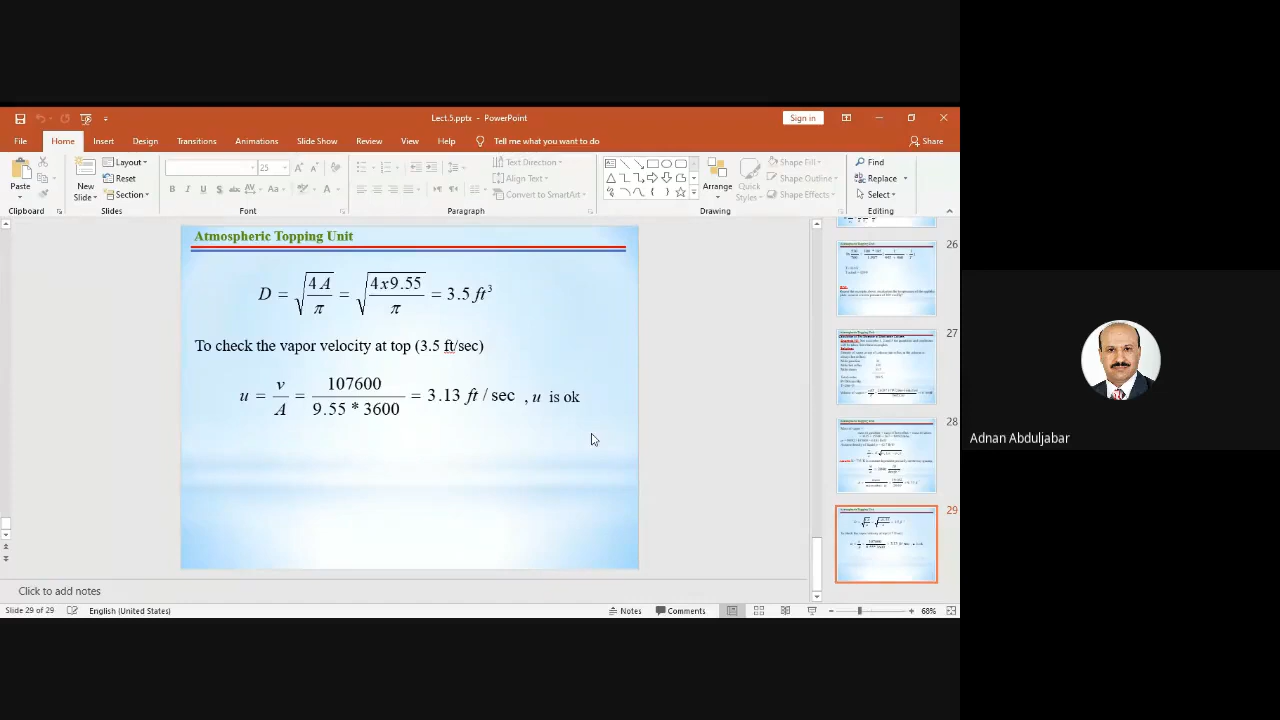 Lect.5.pptx - PowerPoint
Sign in
File Home Insert Design Transitions Animations Slide Show Review View Help Tell me what you want to do Share
Paste
New Slide
Layout
Reset
Section
25
B I U S abc AV Aa A
Text Direction
Align Text
Convert to SmartArt
Arrange
Quick Styles
Shape Fill
Shape Outline
Shape Effects
Find
Replace
Select
Clipboard Slides Font Paragraph Drawing Editing
Atmospheric Topping Unit
D = √(4A/π) = √(4x9.55/π) = 3.5 ft³
To check the vapor velocity at top (3.5 ft/sec)
u = v/A = 107600/(9.55 * 3600) = 3.13 ft / sec , u is ok
26
27
28
29
Adnan Abduljabar
Click to add notes
Slide 29 of 29 English (United States) Notes Comments 68%